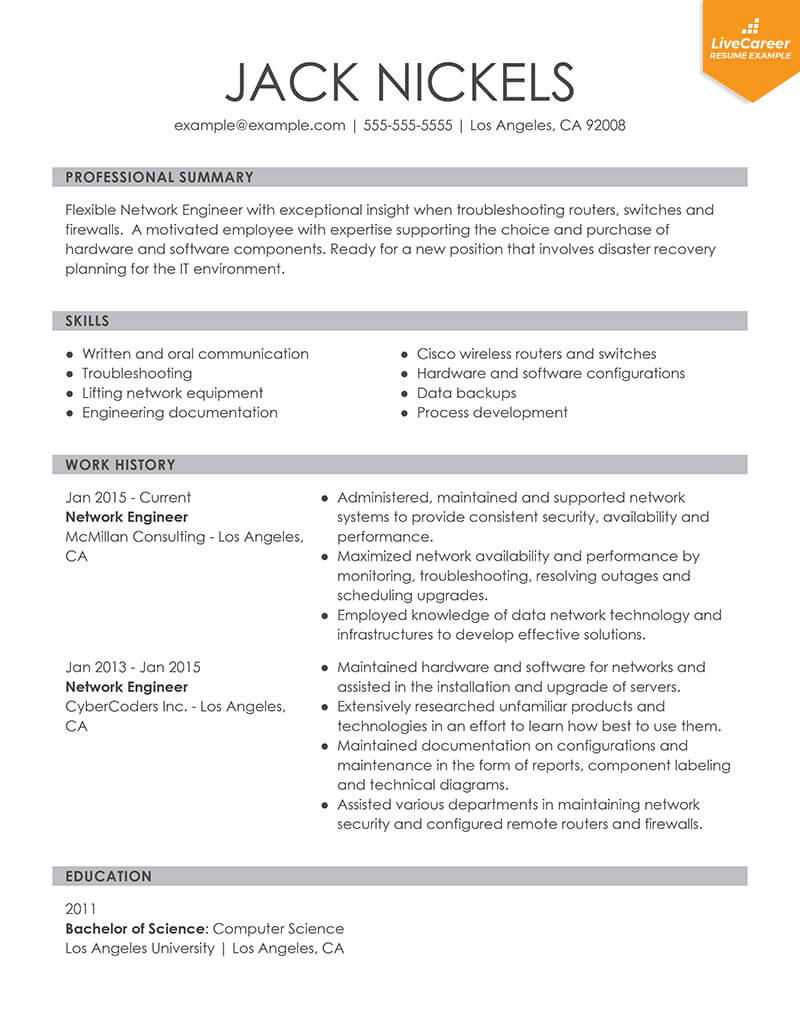 LiveCareer
RESUME EXAMPLE
JACK NICKELS
example@example.com | 555-555-5555 | Los Angeles, CA 92008
PROFESSIONAL SUMMARY
Flexible Network Engineer with exceptional insight when troubleshooting routers, switches and
firewalls.  A motivated employee with expertise supporting the choice and purchase of
hardware and software components. Ready for a new position that involves disaster recovery
planning for the IT environment.
SKILLS
● Written and oral communication
● Troubleshooting
● Lifting network equipment
● Engineering documentation
● Cisco wireless routers and switches
● Hardware and software configurations
● Data backups
● Process development
WORK HISTORY
Jan 2015 - Current
Network Engineer
McMillan Consulting - Los Angeles,
CA
● Administered, maintained and supported network
systems to provide consistent security, availability and
performance.
● Maximized network availability and performance by
monitoring, troubleshooting, resolving outages and
scheduling upgrades.
● Employed knowledge of data network technology and
infrastructures to develop effective solutions.
Jan 2013 - Jan 2015
Network Engineer
CyberCoders Inc. - Los Angeles,
CA
● Maintained hardware and software for networks and
assisted in the installation and upgrade of servers.
● Extensively researched unfamiliar products and
technologies in an effort to learn how best to use them.
● Maintained documentation on configurations and
maintenance in the form of reports, component labeling
and technical diagrams.
● Assisted various departments in maintaining network
security and configured remote routers and firewalls.
EDUCATION
2011
Bachelor of Science: Computer Science
Los Angeles University | Los Angeles, CA